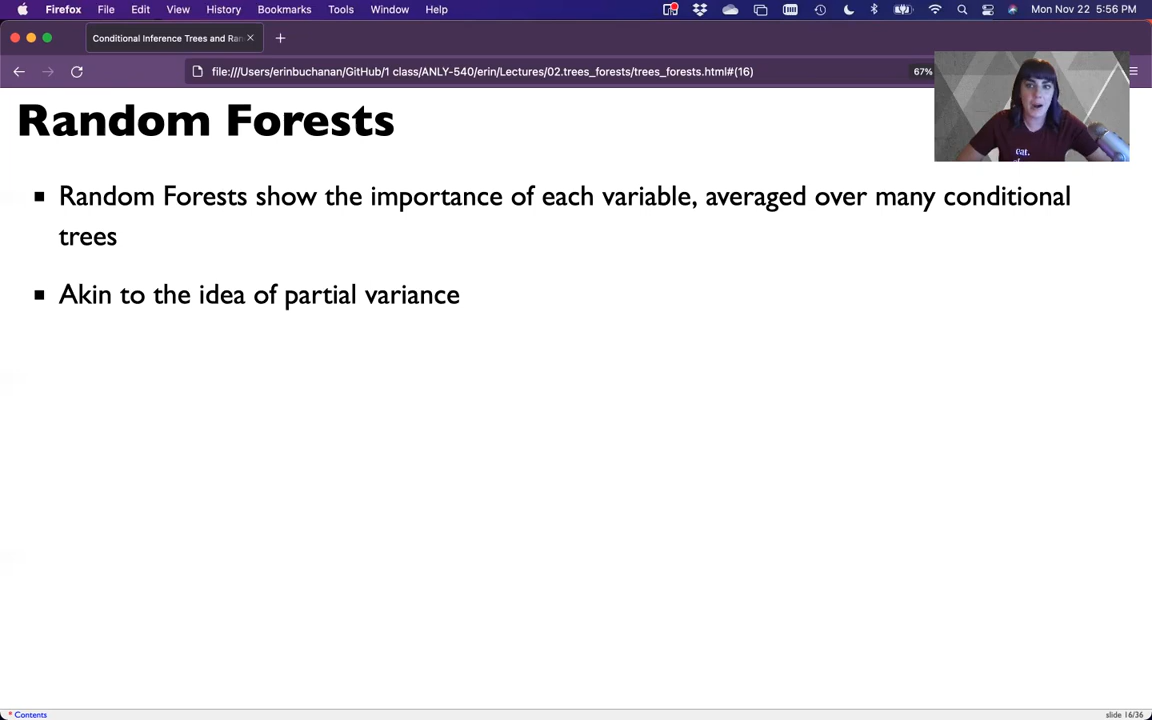 Firefox File Edit View History Bookmarks Tools Window Help Mon Nov 22 5:56 PM
Conditional Inference Trees and Ran
file:///Users/erinbuchanan/GitHub/1 class/ANLY-540/erin/Lectures/02.trees_forests/trees_forests.html#(16) 67%
Random Forests
eat.
Random Forests show the importance of each variable, averaged over many conditional
trees
Akin to the idea of partial variance
* Contents slide 16/36